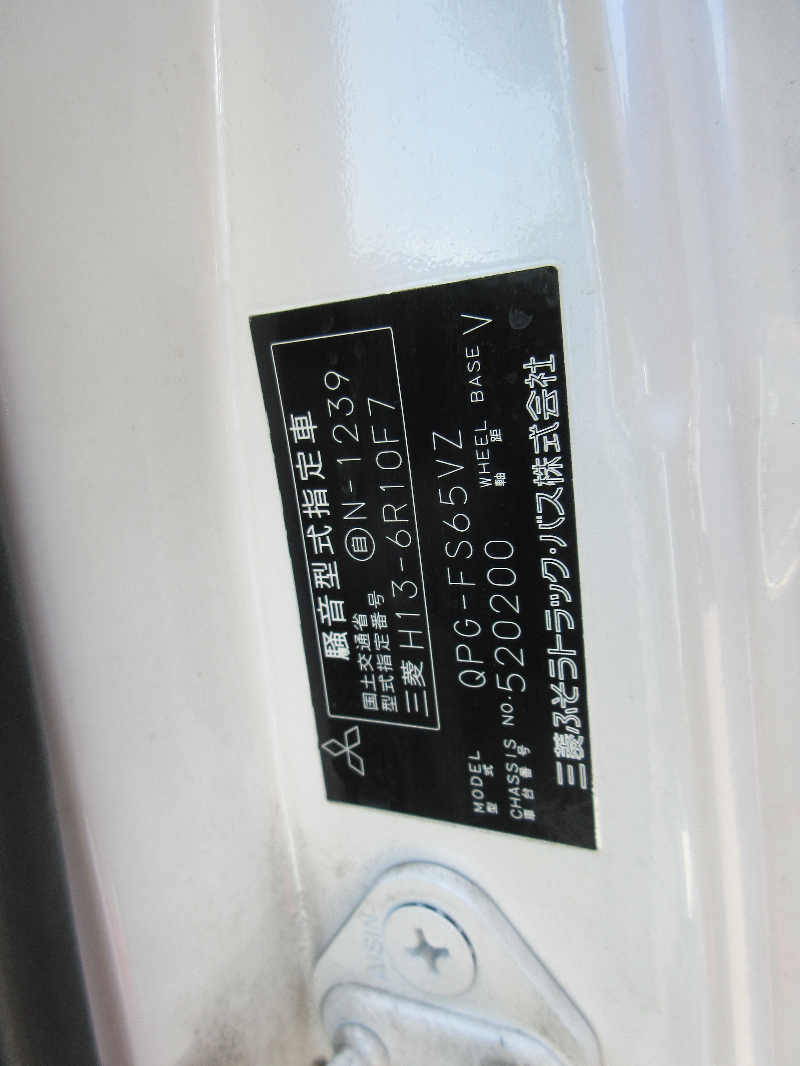 騒音型式指定車
国土交通省
型式指定番号
自 N-1239
三菱 H13-6R10F7
MODEL QPG-FS65VZ
型式
CHASSIS NO. 520200 WHEEL BASE V
車台番号 軸距
三菱ふそうトラック・バス株式会社
AISIN